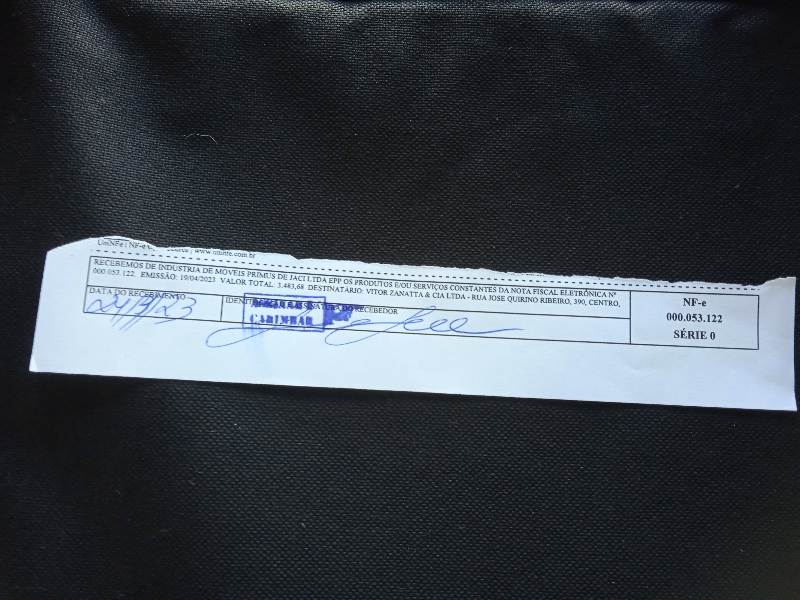 UniNFe | NF-e | www.uninfe.com.br
RECEBEMOS DE INDUSTRIA DE MOVEIS PRIMUS DE JACI LTDA EPP OS PRODUTOS E/OU SERVIÇOS CONSTANTES DA NOTA FISCAL ELETRÔNICA Nº
000.053.122, EMISSÃO: 19/04/2023 VALOR TOTAL: 3.483,68 DESTINATÁRIO: VITOR ZANATTA & CIA LTDA - RUA JOSE QUIRINO RIBEIRO, 390, CENTRO,
DATA DO RECEBIMENTO
ASSINATURA DO RECEBEDOR
CARIMBAR
NF-e
000.053.122
SÉRIE 0